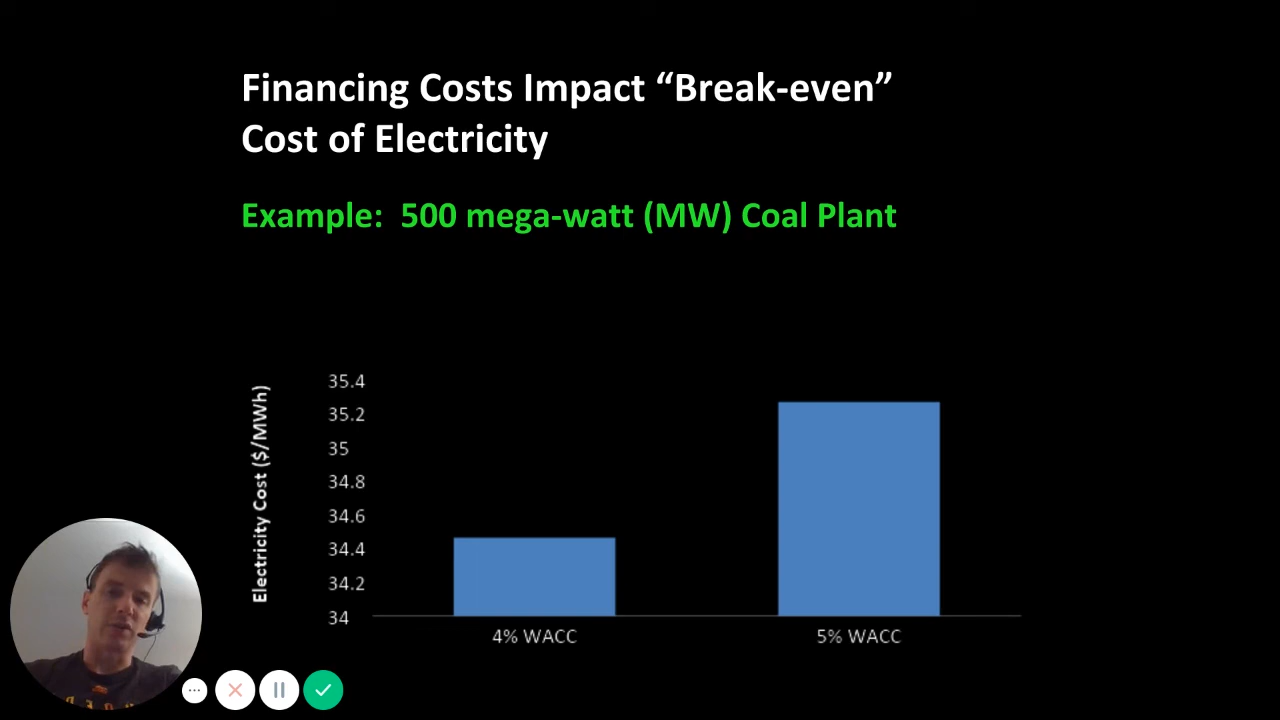 Financing Costs Impact “Break-even”
Cost of Electricity
Example:  500 mega-watt (MW) Coal Plant
Electricity Cost ($/MWh)
35.4
35.2
35
34.8
34.6
34.4
34.2
34
4% WACC
5% WACC